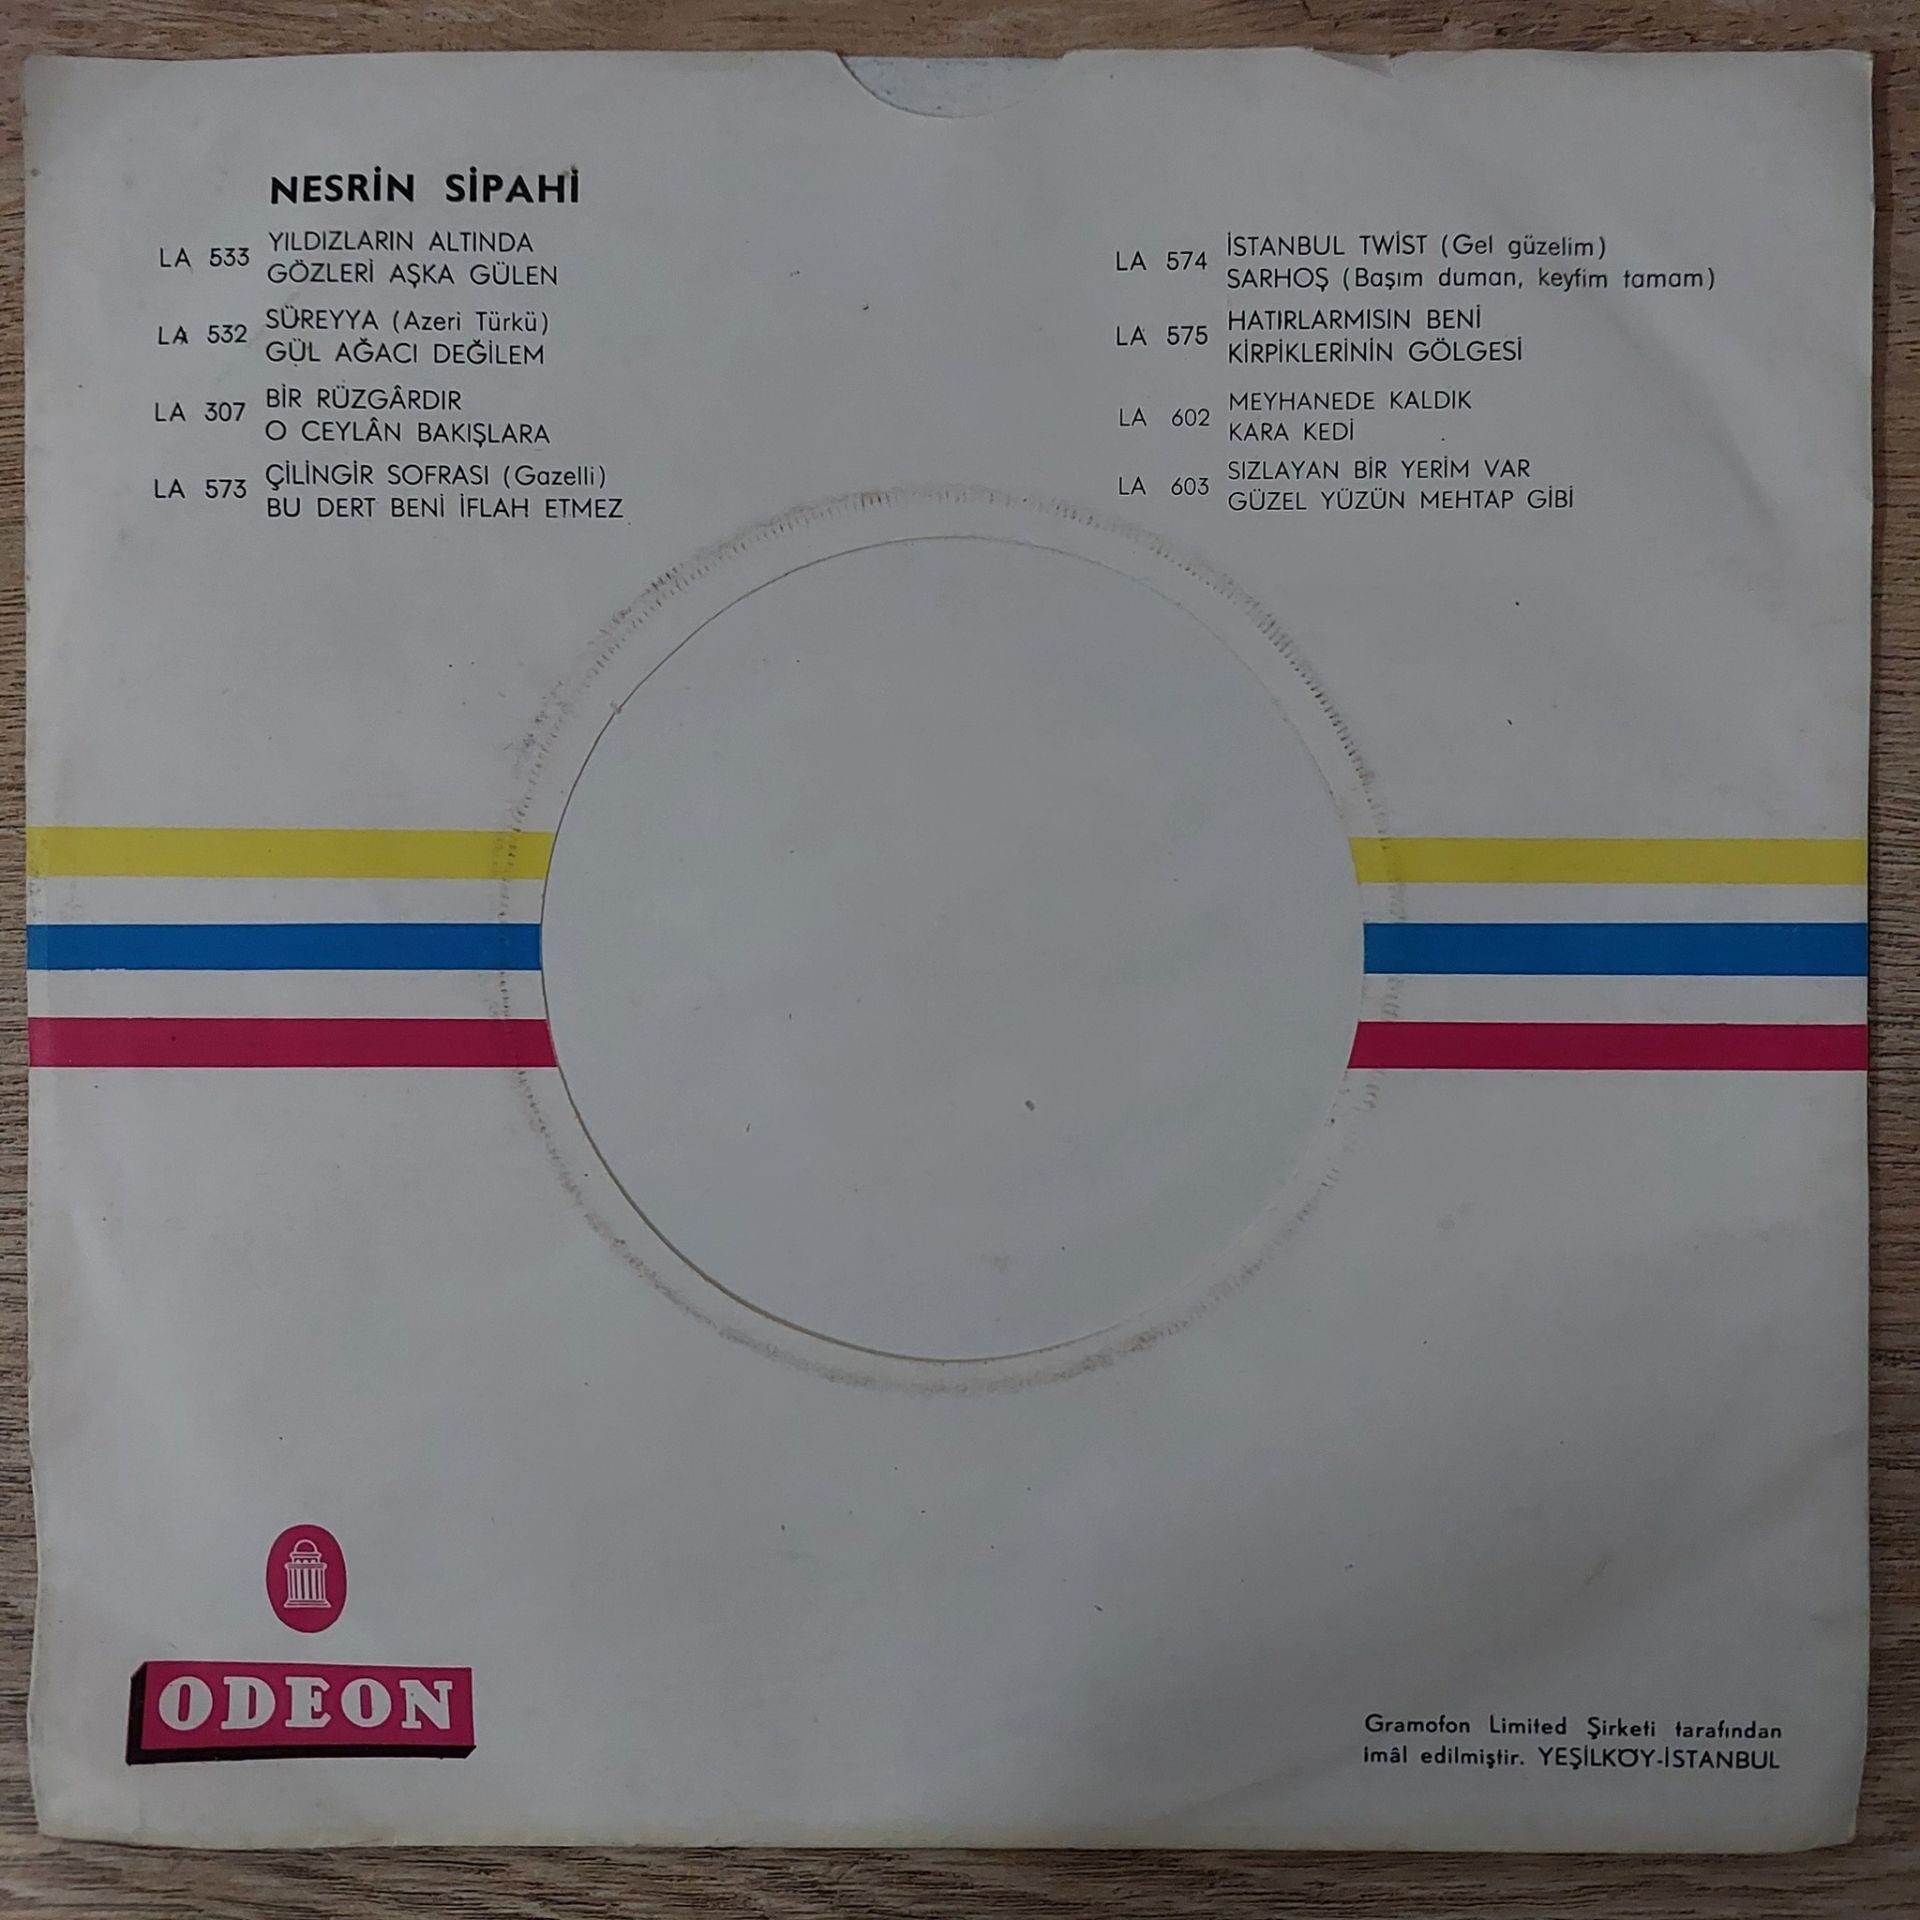 NESRİN SİPAHİ
LA 533 YILDIZLARIN ALTINDA
GÖZLERİ AŞKA GÜLEN
LA 532 SÜREYYA (Azeri Türkü)
GÜL AĞACI DEĞİLEM
LA 307 BİR RÜZGÂRDIR
O CEYLÂN BAKIŞLARA
LA 573 ÇİLİNGİR SOFRASI (Gazelli)
BU DERT BENİ İFLAH ETMEZ
LA 574 İSTANBUL TWİST (Gel güzelim)
SARHOŞ (Başım duman, keyfim tamam)
LA 575 HATIRLARMISIN BENİ
KİRPİKLERİNİN GÖLGESİ
LA 602 MEYHANEDE KALDIK
KARA KEDİ
LA 603 SIZLAYAN BİR YERİM VAR
GÜZEL YÜZÜN MEHTAP GİBİ
ODEON
Gramofon Limited Şirketi tarafından
imâl edilmiştir. YEŞİLKÖY-İSTANBUL